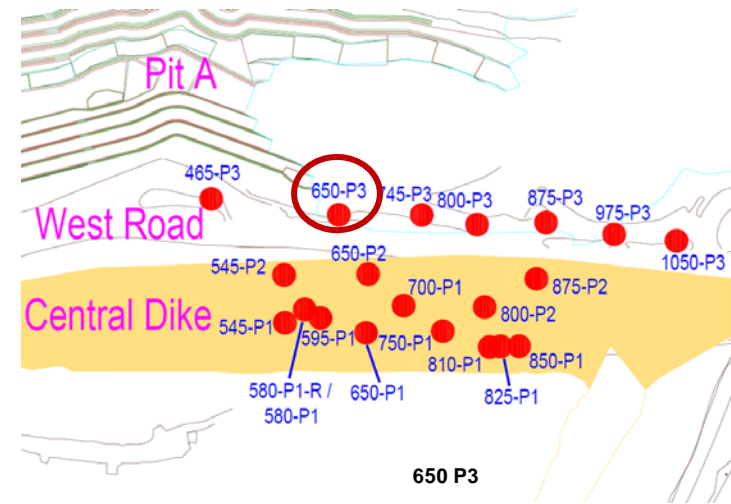 Pit A
465-P3
650-P3
745-P3
800-P3
875-P3
975-P3
1050-P3
West Road
545-P2
650-P2
875-P2
700-P1
800-P2
Central Dike
545-P1
595-P1
750-P1
810-P1
850-P1
580-P1-R /
580-P1
650-P1
825-P1
650 P3